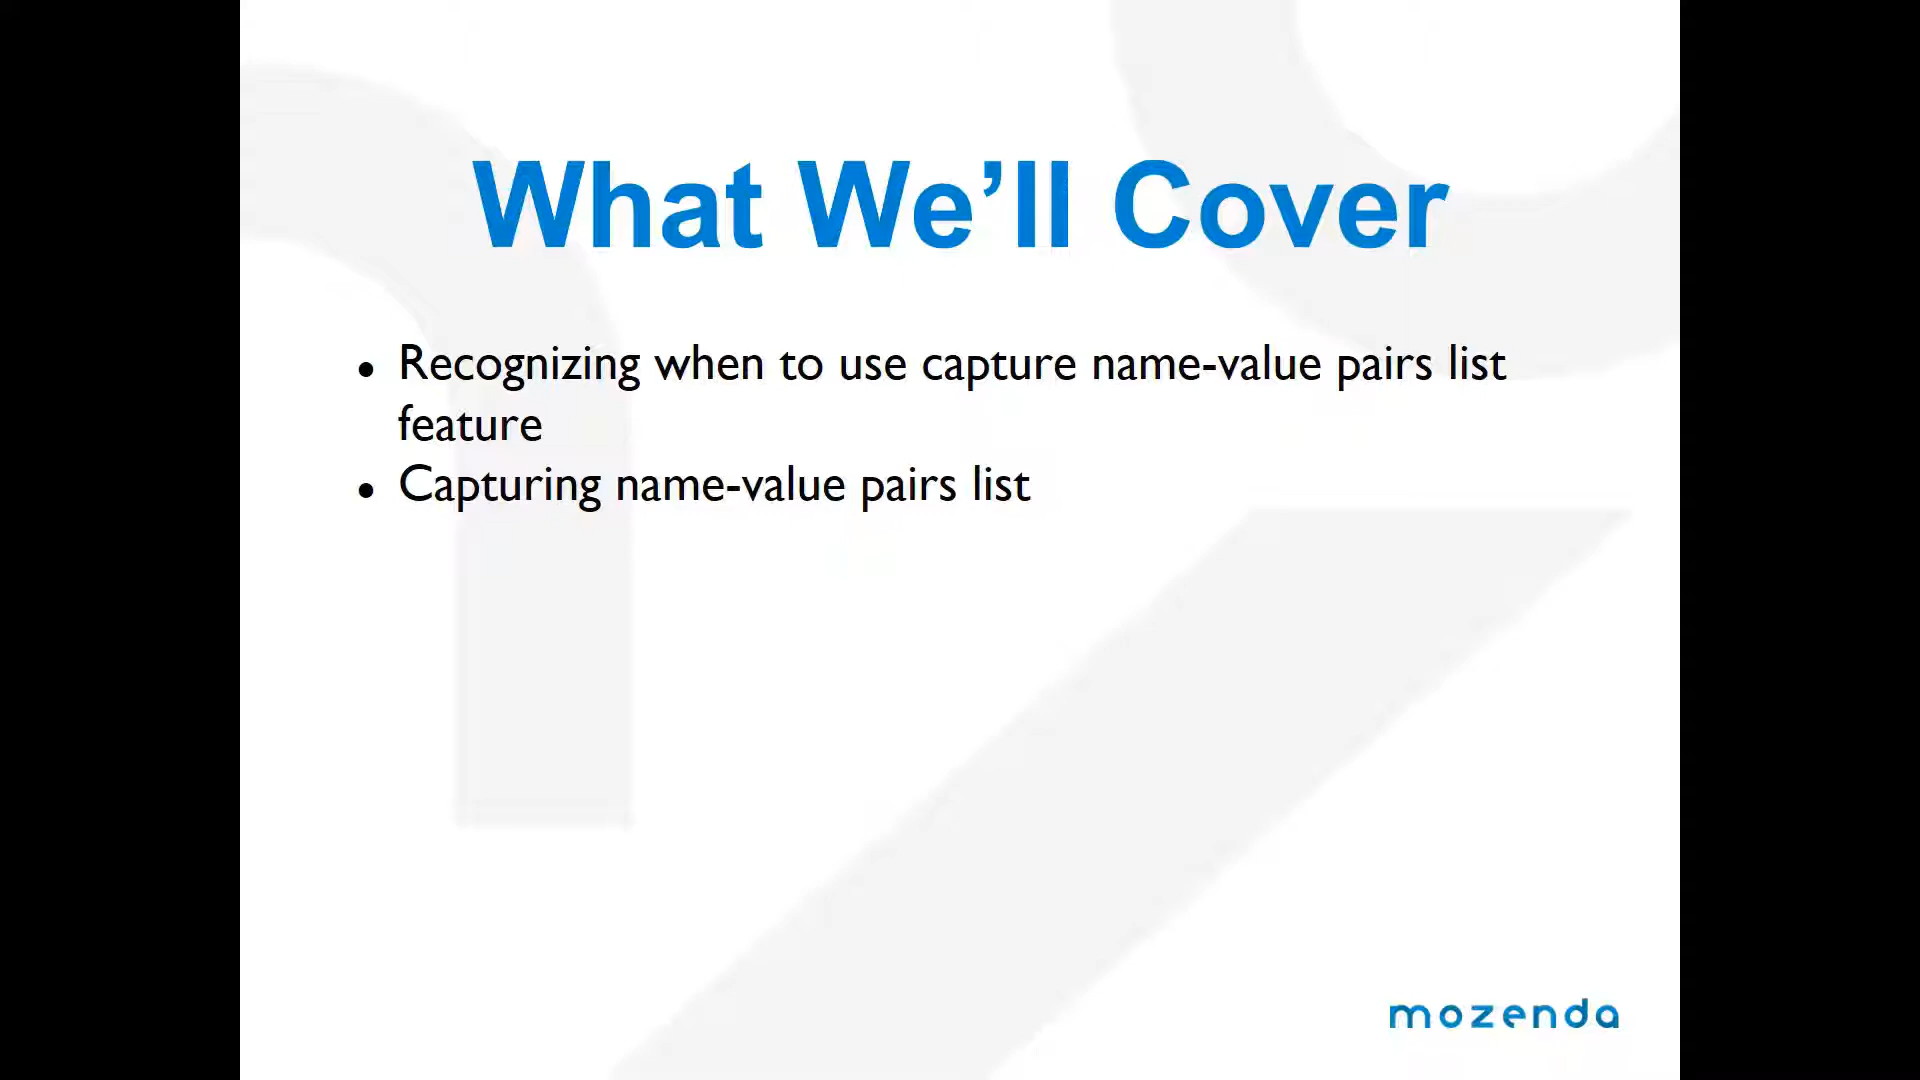 What We’ll Cover
• Recognizing when to use capture name-value pairs list
feature
• Capturing name-value pairs list
mozenda